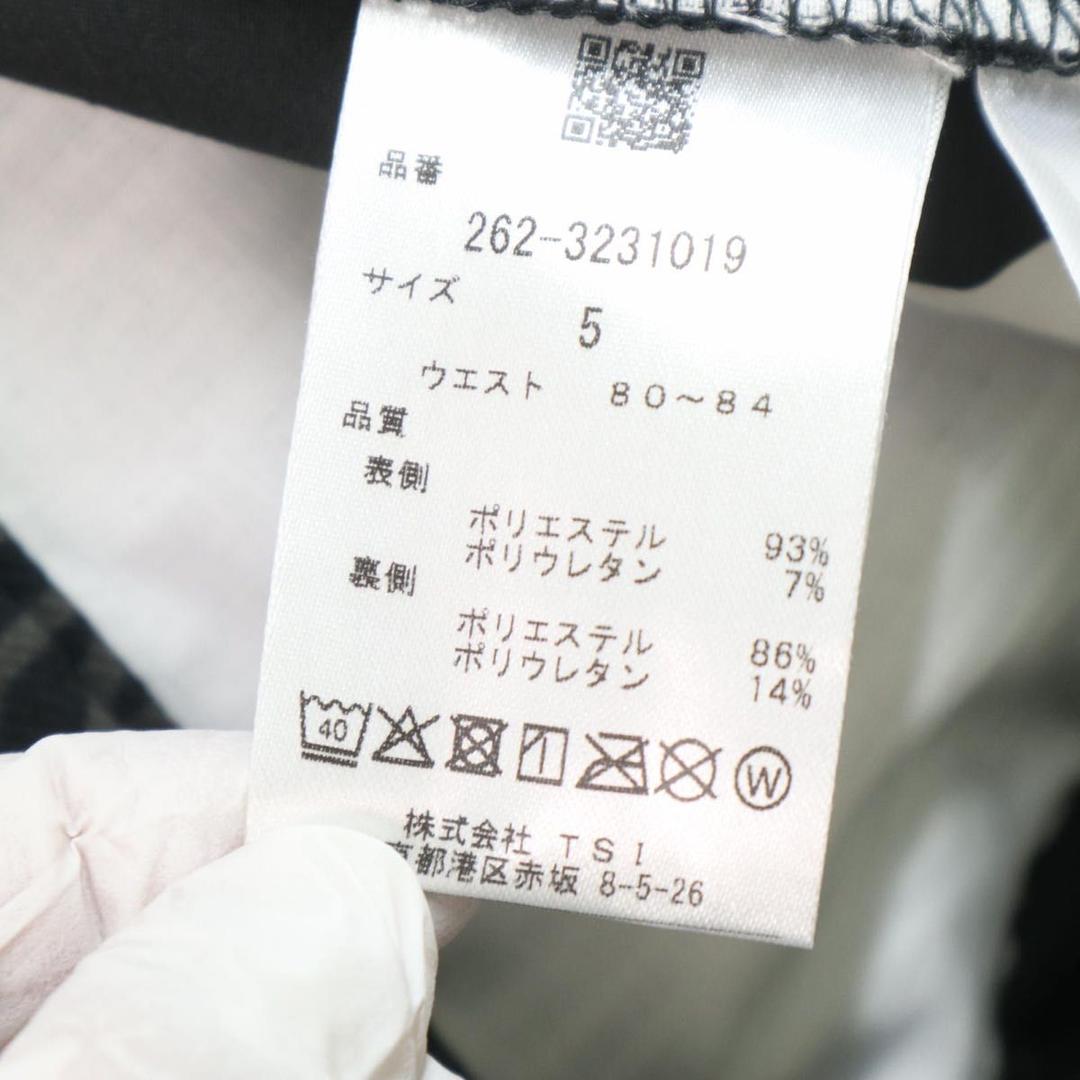 品番
262-3231019
サイズ
5
ウエスト 80～84
品質
表側
ポリエステル 93%
ポリウレタン 7%
裏側
ポリエステル 86%
ポリウレタン 14%
40
W
株式会社 TSI
京都港区赤坂 8-5-26